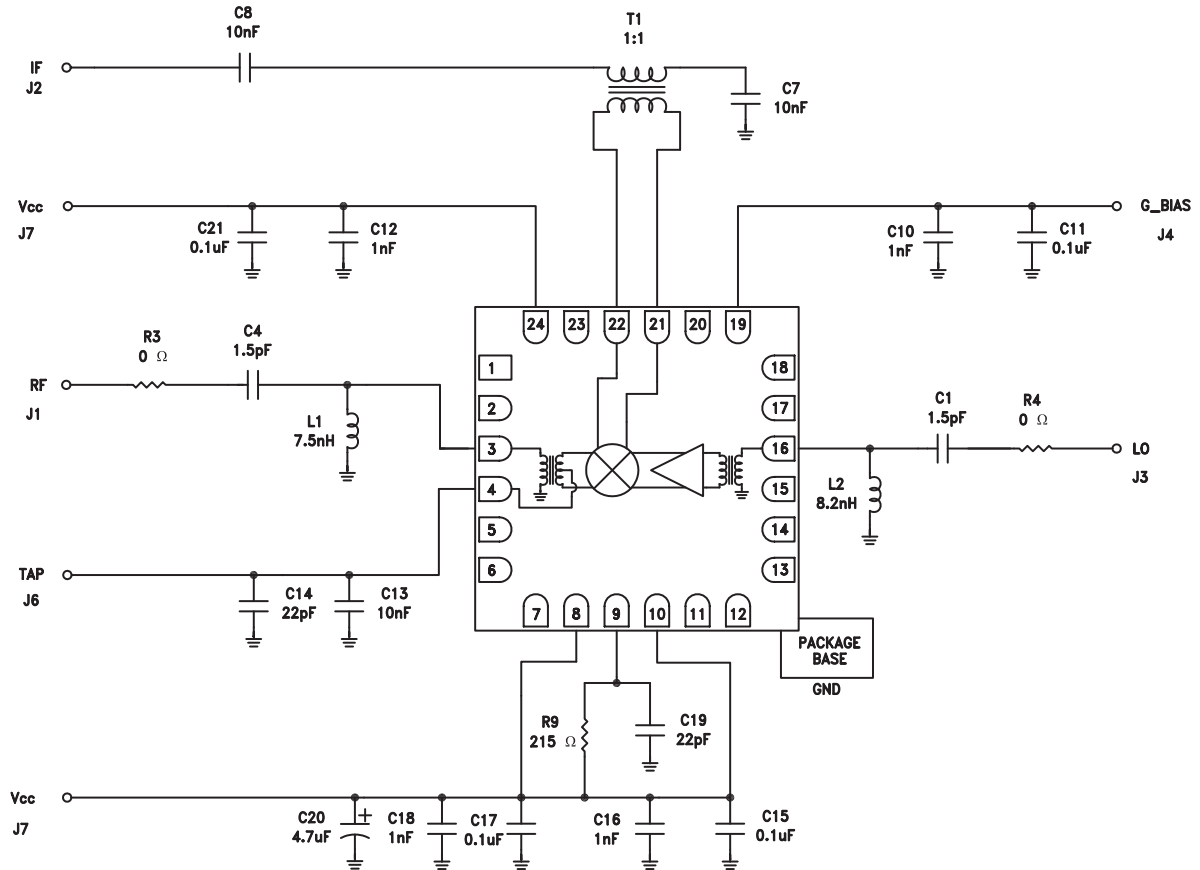 C8
10nF
T1
1:1
IF
J2
C7
10nF
Vcc
J7
C21
0.1uF
C12
1nF
C10
1nF
C11
0.1uF
G_BIAS
J4
24
23
22
21
20
19
R3
0 Ω
C4
1.5pF
RF
J1
L1
7.5nH
1
2
3
4
5
6
18
17
16
15
14
13
C1
1.5pF
R4
0 Ω
LO
J3
L2
8.2nH
TAP
J6
C14
22pF
C13
10nF
7
8
9
10
11
12
PACKAGE
BASE
GND
R9
215 Ω
C19
22pF
Vcc
J7
C20
4.7uF
+
C18
1nF
C17
0.1uF
C16
1nF
C15
0.1uF